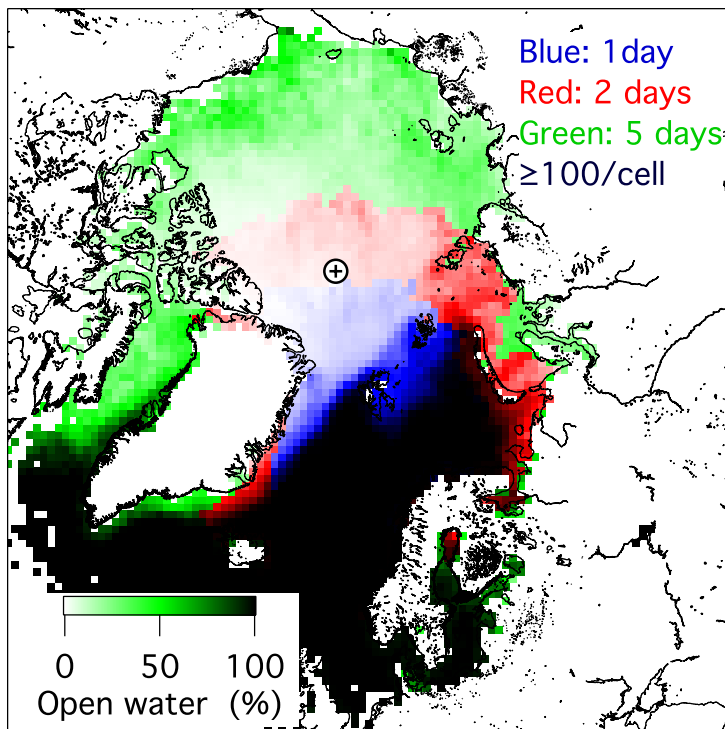 Blue: 1day
Red: 2 days
Green: 5 days
≥100/cell
0 50 100
Open water (%)